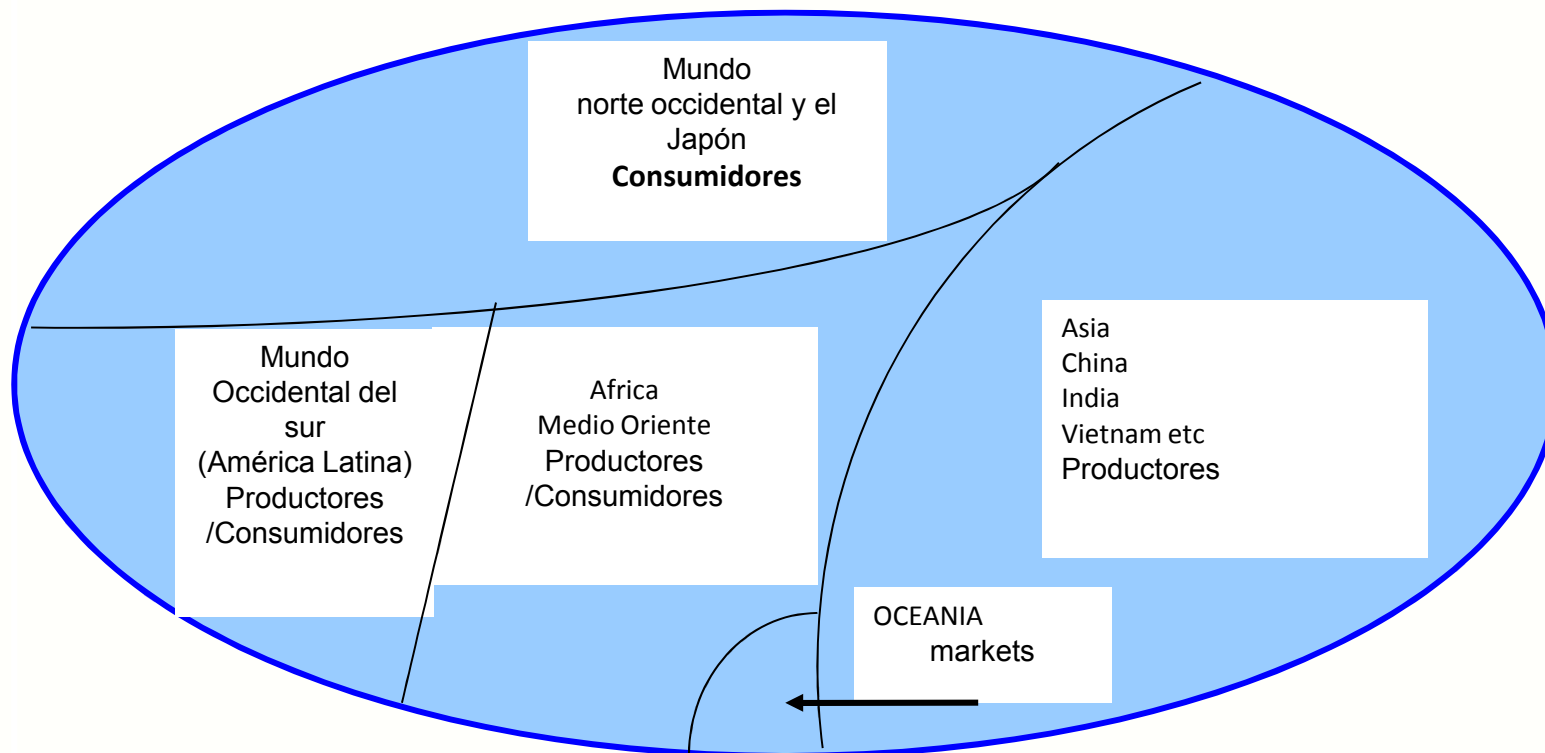 Mundo
norte occidental y el
Japón
Consumidores
Mundo
Occidental del
sur
(América Latina)
Productores
/Consumidores
Africa
Medio Oriente
Productores
/Consumidores
Asia
China
India
Vietnam etc
Productores
OCEANIA
markets